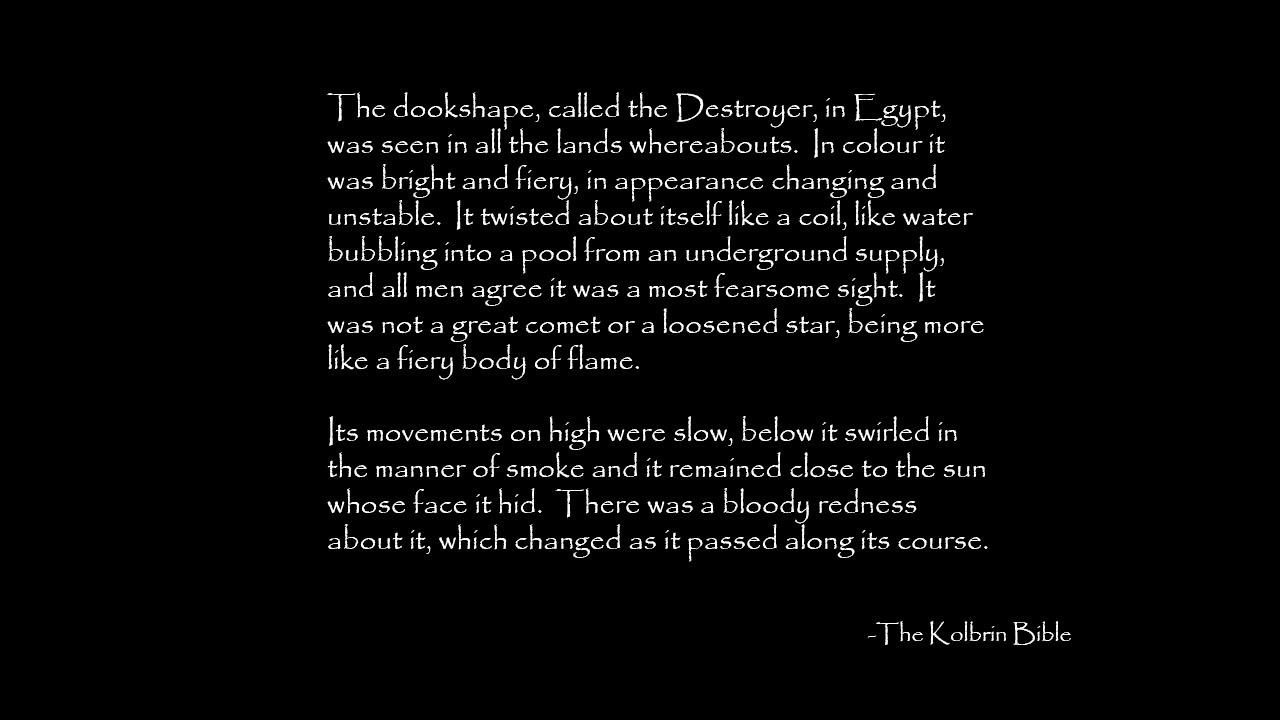 The dookshape, called the Destroyer, in Egypt,
was seen in all the lands whereabouts. In colour it
was bright and fiery, in appearance changing and
unstable. It twisted about itself like a coil, like water
bubbling into a pool from an underground supply,
and all men agree it was a most fearsome sight. It
was not a great comet or a loosened star, being more
like a fiery body of flame.
Its movements on high were slow, below it swirled in
the manner of smoke and it remained close to the sun
whose face it hid. There was a bloody redness
about it, which changed as it passed along its course.
-The Kolbrin Bible